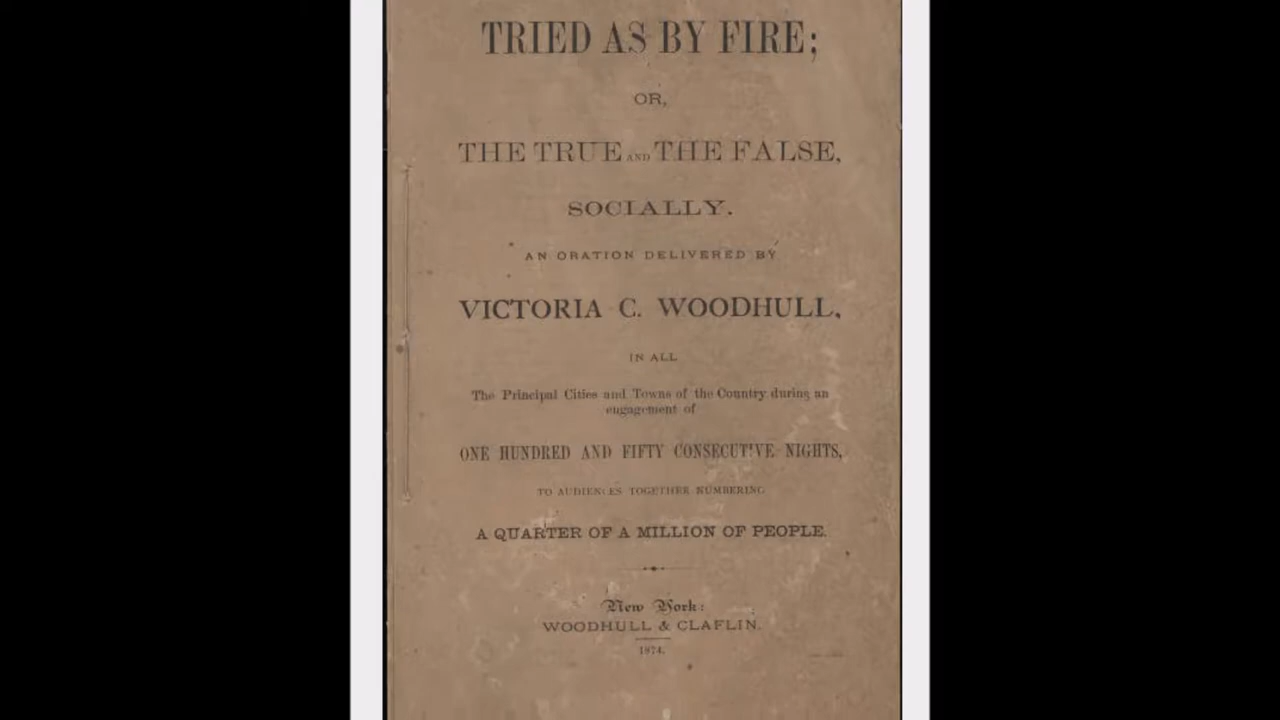 TRIED AS BY FIRE;
OR,
THE TRUE AND THE FALSE,
SOCIALLY.
AN ORATION DELIVERED BY
VICTORIA C. WOODHULL,
IN ALL
The Principal Cities and Towns of the Country during an
engagement of
ONE HUNDRED AND FIFTY CONSECUTIVE NIGHTS,
TO AUDIENCES TOGETHER NUMBERING
A QUARTER OF A MILLION OF PEOPLE.
New York:
WOODHULL & CLAFLIN.
1874.